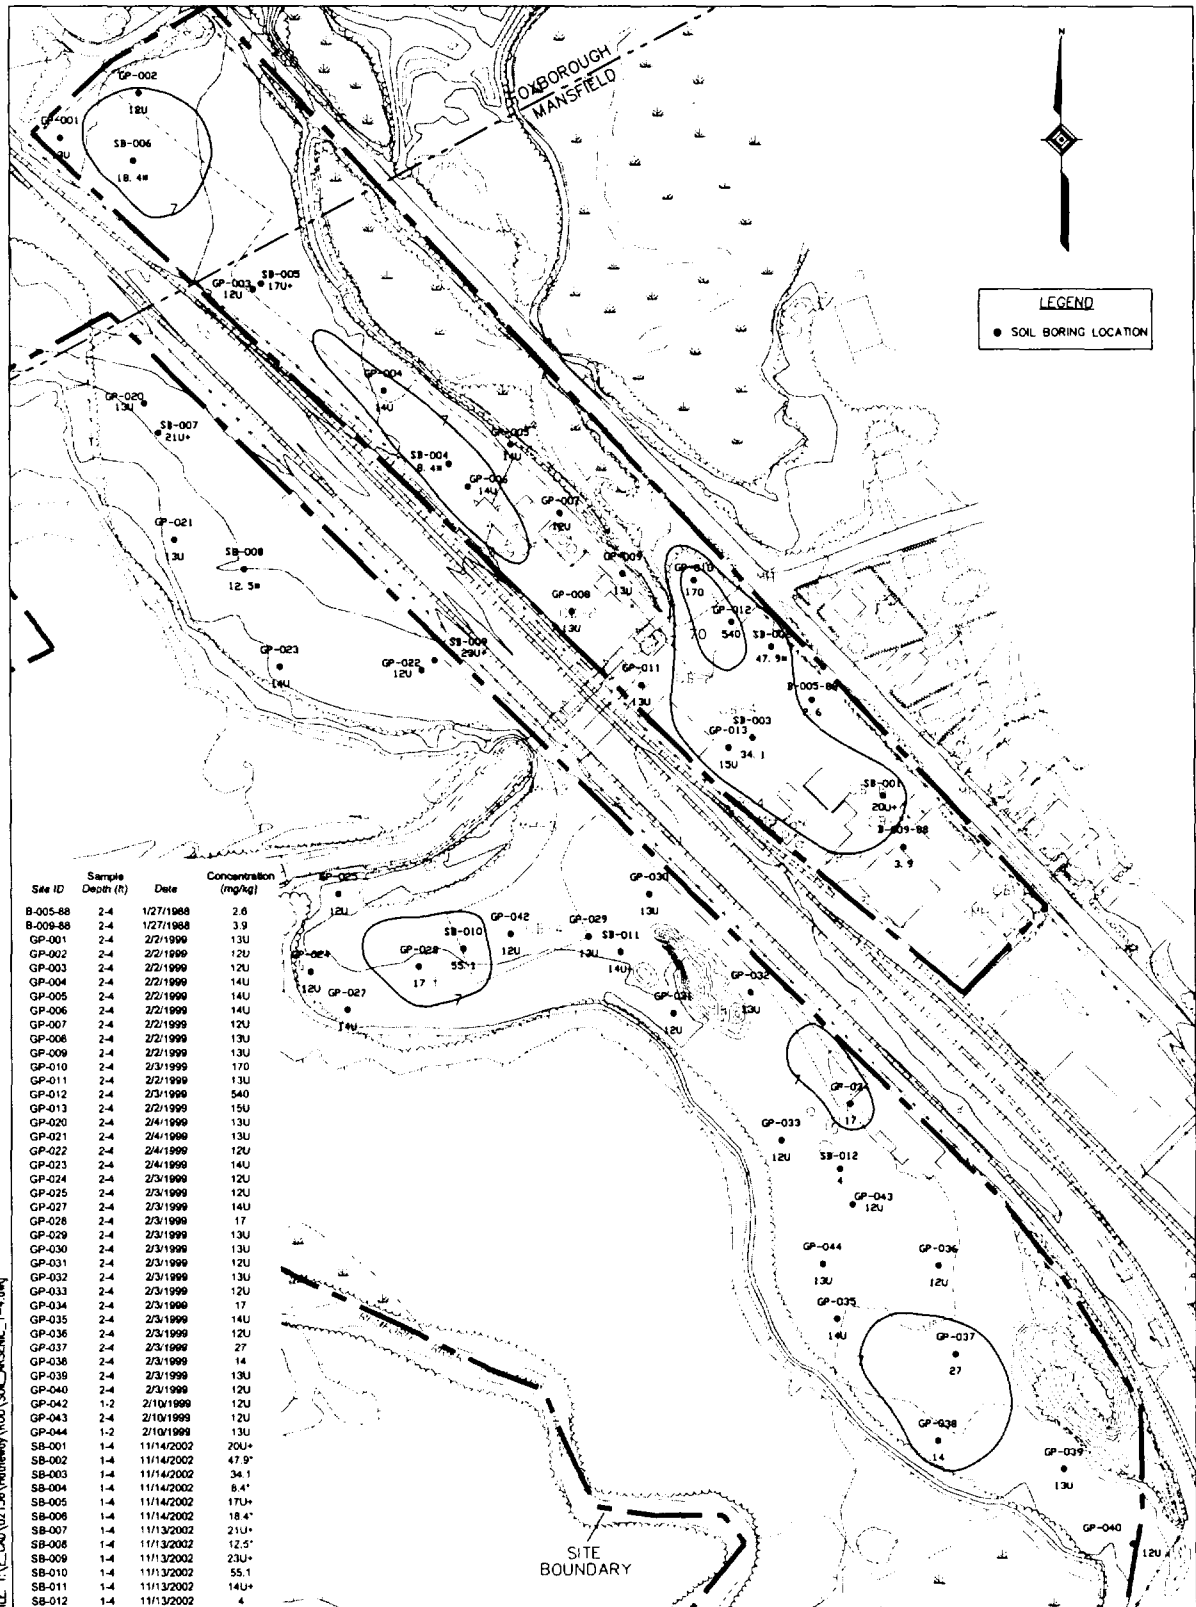 GP-002
12U
GP-001
13U
SB-006
18.4*
7
FOXBOROUGH
MANSFIELD
N
LEGEND
SOIL BORING LOCATION
GP-003
12U
SB-005
17U+
GP-004
14U
7
GP-020
13U
SB-007
21U+
GP-005
14U
SB-004
8.4*
GP-006
14U
GP-007
12U
GP-021
13U
SB-008
12.5*
GP-009
13U
GP-010
170
GP-008
13U
GP-012
540
70
SB-002
47.9*
SB-009
23U+
GP-022
12U
GP-023
14U
GP-011
13U
B-005-88
2.6
SB-003
34.1
GP-013
15U
SB-001
20U+
B-009-88
3.9
GP-025
12U
GP-030
13U
GP-042
12U
GP-029
13U
SB-010
55.1
GP-028
17.1
7
SB-011
14U+
GP-024
12U
GP-027
14U
GP-032
13U
GP-031
12U
7
GP-034
17
GP-033
12U
SB-012
4
GP-043
12U
GP-044
13U
GP-036
12U
GP-035
14U
7
GP-037
27
GP-038
14
GP-039
13U
GP-040
12U
SITE
BOUNDARY
Site ID Sample Depth (ft) Date Concentration (mg/kg)
B-005-88 2-4 1/27/1988 2.6
B-009-88 2-4 1/27/1988 3.9
GP-001 2-4 2/2/1999 13U
GP-002 2-4 2/2/1999 12U
GP-003 2-4 2/2/1999 12U
GP-004 2-4 2/2/1999 14U
GP-005 2-4 2/2/1999 14U
GP-006 2-4 2/2/1999 14U
GP-007 2-4 2/2/1999 12U
GP-008 2-4 2/2/1999 13U
GP-009 2-4 2/2/1999 13U
GP-010 2-4 2/3/1999 170
GP-011 2-4 2/2/1999 13U
GP-012 2-4 2/3/1999 540
GP-013 2-4 2/2/1999 15U
GP-020 2-4 2/4/1999 13U
GP-021 2-4 2/4/1999 13U
GP-022 2-4 2/4/1999 12U
GP-023 2-4 2/4/1999 14U
GP-024 2-4 2/3/1999 12U
GP-025 2-4 2/3/1999 12U
GP-027 2-4 2/3/1999 14U
GP-028 2-4 2/3/1999 17
GP-029 2-4 2/3/1999 13U
GP-030 2-4 2/3/1999 13U
GP-031 2-4 2/3/1999 12U
GP-032 2-4 2/3/1999 13U
GP-033 2-4 2/3/1999 12U
GP-034 2-4 2/3/1999 17
GP-035 2-4 2/3/1999 14U
GP-036 2-4 2/3/1999 12U
GP-037 2-4 2/3/1999 27
GP-038 2-4 2/3/1999 14
GP-039 2-4 2/3/1999 13U
GP-040 2-4 2/3/1999 12U
GP-042 1-2 2/10/1999 12U
GP-043 2-4 2/10/1999 12U
GP-044 1-2 2/10/1999 13U
SB-001 1-4 11/14/2002 20U+
SB-002 1-4 11/14/2002 47.9*
SB-003 1-4 11/14/2002 34.1
SB-004 1-4 11/14/2002 8.4*
SB-005 1-4 11/14/2002 17U+
SB-006 1-4 11/14/2002 18.4*
SB-007 1-4 11/13/2002 21U+
SB-008 1-4 11/13/2002 12.5*
SB-009 1-4 11/13/2002 23U+
SB-010 1-4 11/13/2002 55.1
SB-011 1-4 11/13/2002 14U+
SB-012 1-4 11/13/2002 4